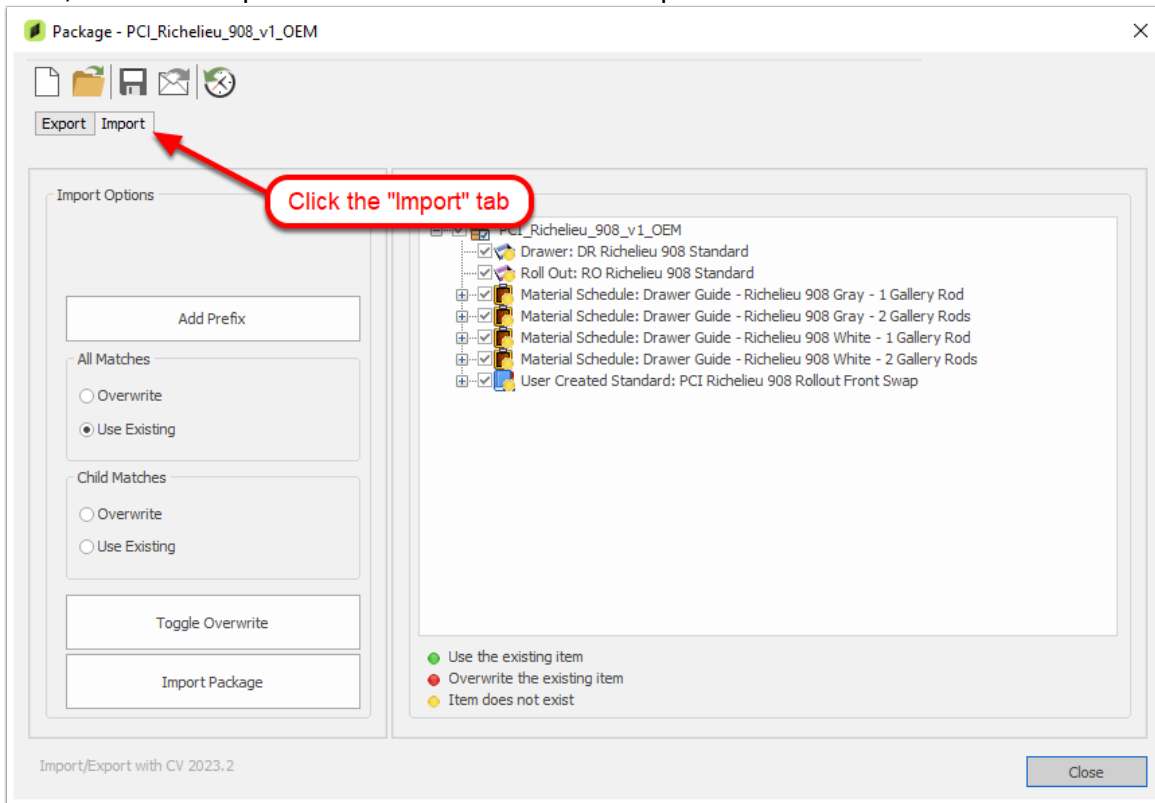 Package - PCI_Richelieu_908_v1_OEM
Export Import
Click the "Import" tab
Import Options
Add Prefix
All Matches
Overwrite
Use Existing
Child Matches
Overwrite
Use Existing
Toggle Overwrite
Import Package
PCI_Richelieu_908_v1_OEM
Drawer: DR Richelieu 908 Standard
Roll Out: RO Richelieu 908 Standard
Material Schedule: Drawer Guide - Richelieu 908 Gray - 1 Gallery Rod
Material Schedule: Drawer Guide - Richelieu 908 Gray - 2 Gallery Rods
Material Schedule: Drawer Guide - Richelieu 908 White - 1 Gallery Rod
Material Schedule: Drawer Guide - Richelieu 908 White - 2 Gallery Rods
User Created Standard: PCI Richelieu 908 Rollout Front Swap
Use the existing item
Overwrite the existing item
Item does not exist
Import/Export with CV 2023.2
Close